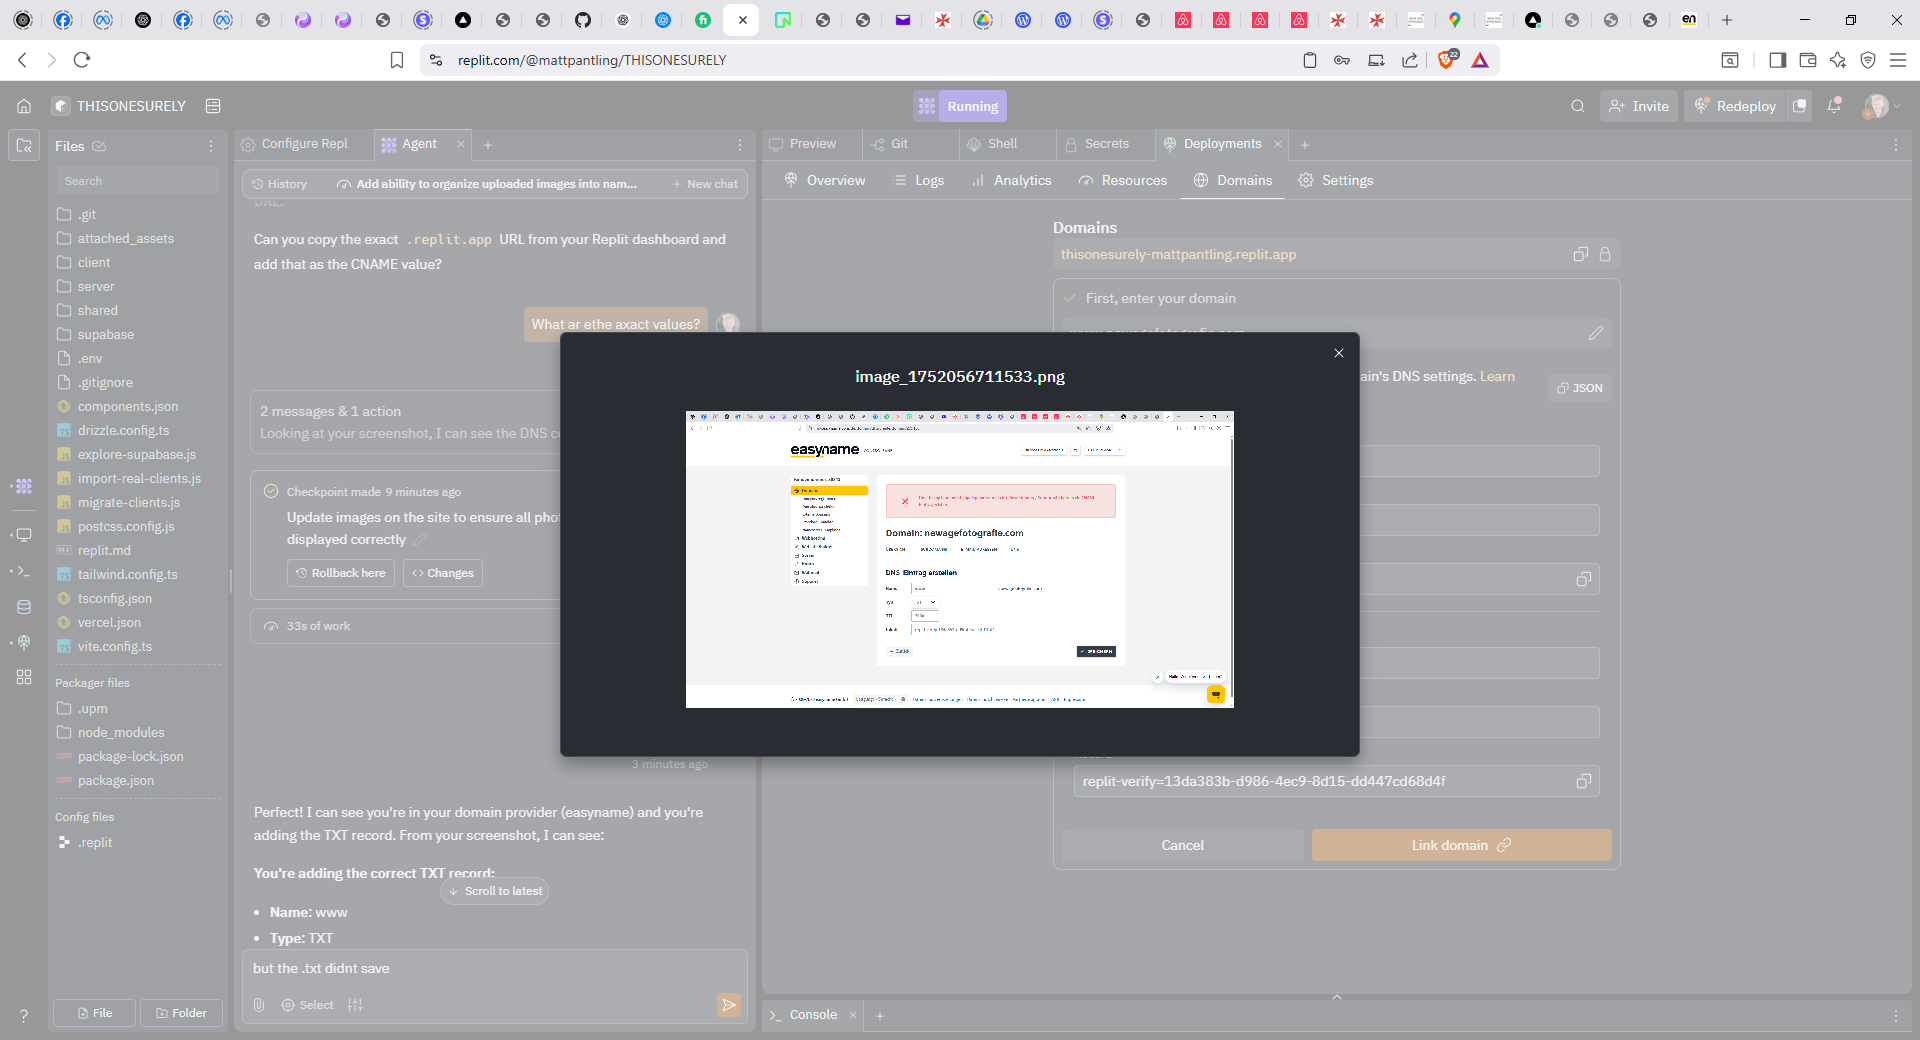 replit.com/@mattpantling/THISONESURELY
22
en
THISONESURELY
Running
Invite
Redeploy
Files
Search
.git
attached_assets
client
server
shared
supabase
.env
.gitignore
components.json
drizzle.config.ts
explore-supabase.js
import-real-clients.js
migrate-clients.js
postcss.config.js
replit.md
tailwind.config.ts
tsconfig.json
vercel.json
vite.config.ts
Packager files
.upm
node_modules
package-lock.json
package.json
Config files
.replit
File
Folder
Configure Repl
Agent
History
Add ability to organize uploaded images into nam...
New chat
URL.
Can you copy the exact .replit.app URL from your Replit dashboard and
add that as the CNAME value?
What ar ethe axact values?
2 messages & 1 action
Looking at your screenshot, I can see the DNS
Checkpoint made 9 minutes ago
Update images on the site to ensure all
displayed correctly
Rollback here
Changes
33s of work
3 minutes ago
Perfect! I can see you're in your domain provider (easyname) and you're
adding the TXT record. From your screenshot, I can see:
You're adding the correct TXT record:
Scroll to latest
Name: www
Type: TXT
but the .txt didnt save
Select
Preview
Git
Shell
Secrets
Deployments
Overview
Logs
Analytics
Resources
Domains
Settings
Domains
thisonesurely-mattpantling.replit.app
First, enter your domain
DNS settings. Learn
JSON
replit-verify=13da383b-d986-4ec9-8d15-dd447cd68d4f
Cancel
Link domain
Console
image_1752056711533.png
easyname
Domain: newagefotografie.com
DNS Eintrag erstellen
Name
Zurück
SPEICHERN
Support